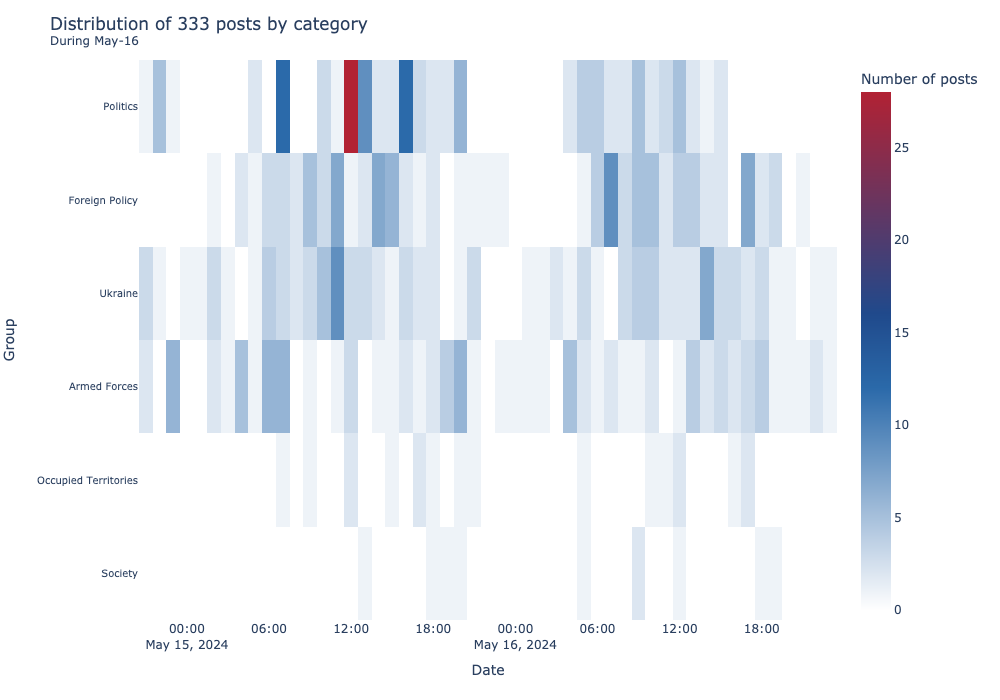 Distribution of 333 posts by category
During May-16
Number of posts
Politics
Foreign Policy
Ukraine
Armed Forces
Occupied Territories
Society
Group
25
20
15
10
5
0
00:00 06:00 12:00 18:00 00:00 06:00 12:00 18:00
May 15, 2024 May 16, 2024
Date